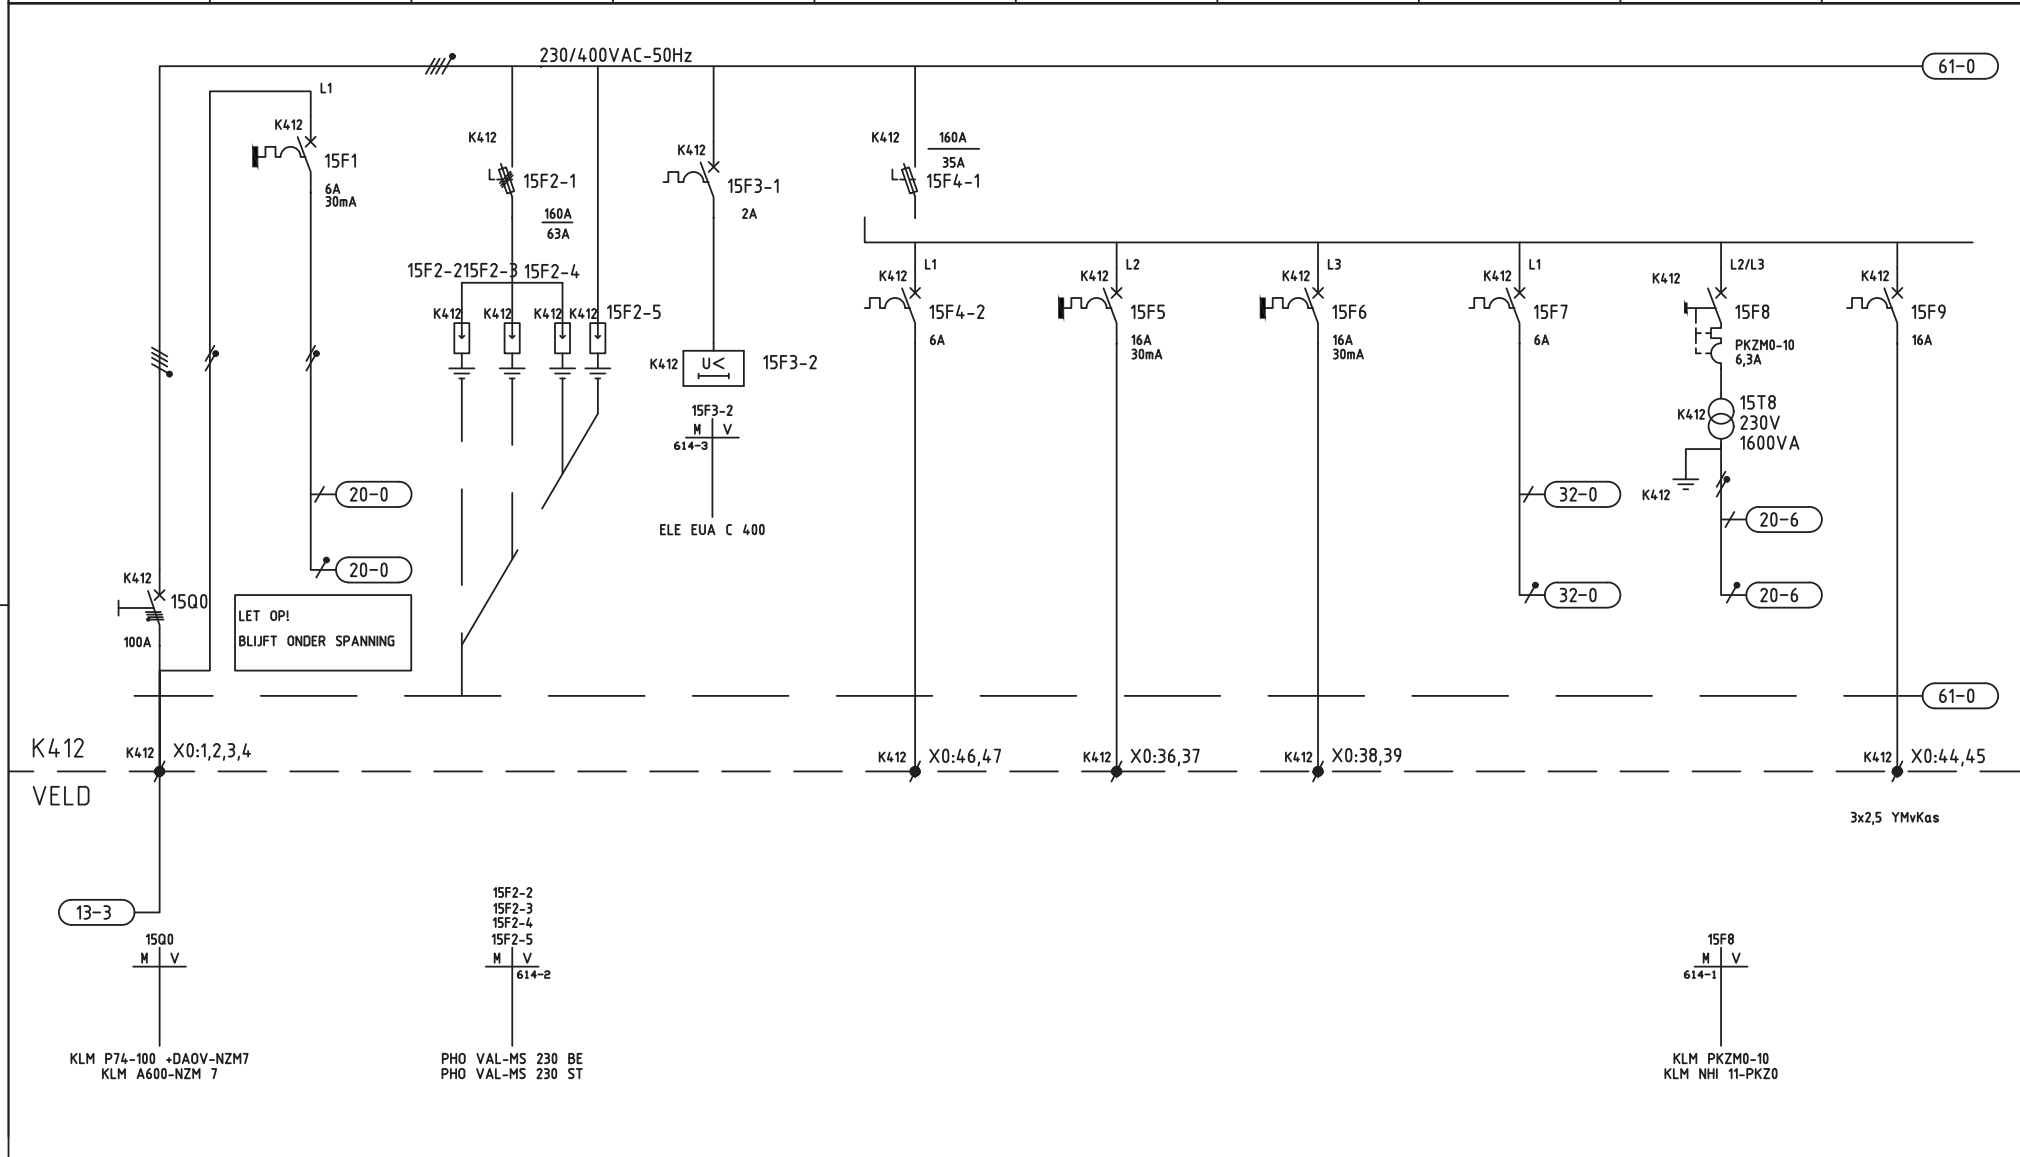 230/400VAC-50Hz
61-0
L1
K412
15F1
6A
30mA
K412
15F2-1
160A
63A
K412
15F3-1
2A
K412
160A
35A
15F4-1
15F2-2 15F2-3 15F2-4
K412 K412 K412 K412 15F2-5
K412 U< 15F3-2
15F3-2
M V
614-3
ELE EUA C 400
L1
K412
15F4-2
6A
L2
K412
15F5
16A
30mA
L3
K412
15F6
16A
30mA
L1
K412
15F7
6A
L2/L3
K412
15F8
PKZM0-10
6,3A
K412
15T8
230V
1600VA
K412
K412
15F9
16A
20-0
20-0
32-0
32-0
20-6
20-6
K412
15Q0
100A
LET OP!
BLIJFT ONDER SPANNING
61-0
K412
K412 X0:1,2,3,4
K412 X0:46,47
K412 X0:36,37
K412 X0:38,39
K412 X0:44,45
VELD
3x2,5 YMvKas
13-3
15Q0
M V
KLM P74-100 +DAOV-NZM7
KLM A600-NZM 7
15F2-2
15F2-3
15F2-4
15F2-5
M V
614-2
PHO VAL-MS 230 BE
PHO VAL-MS 230 ST
15F8
M V
614-1
KLM PKZM0-10
KLM NHI 11-PKZ0